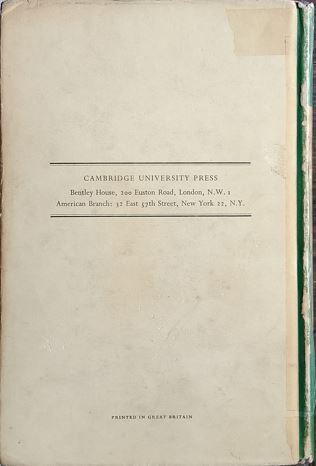 CAMBRIDGE UNIVERSITY PRESS
Bentley House, 200 Euston Road, London, N.W. 1
American Branch: 32 East 57th Street, New York 22, N.Y.
PRINTED IN GREAT BRITAIN